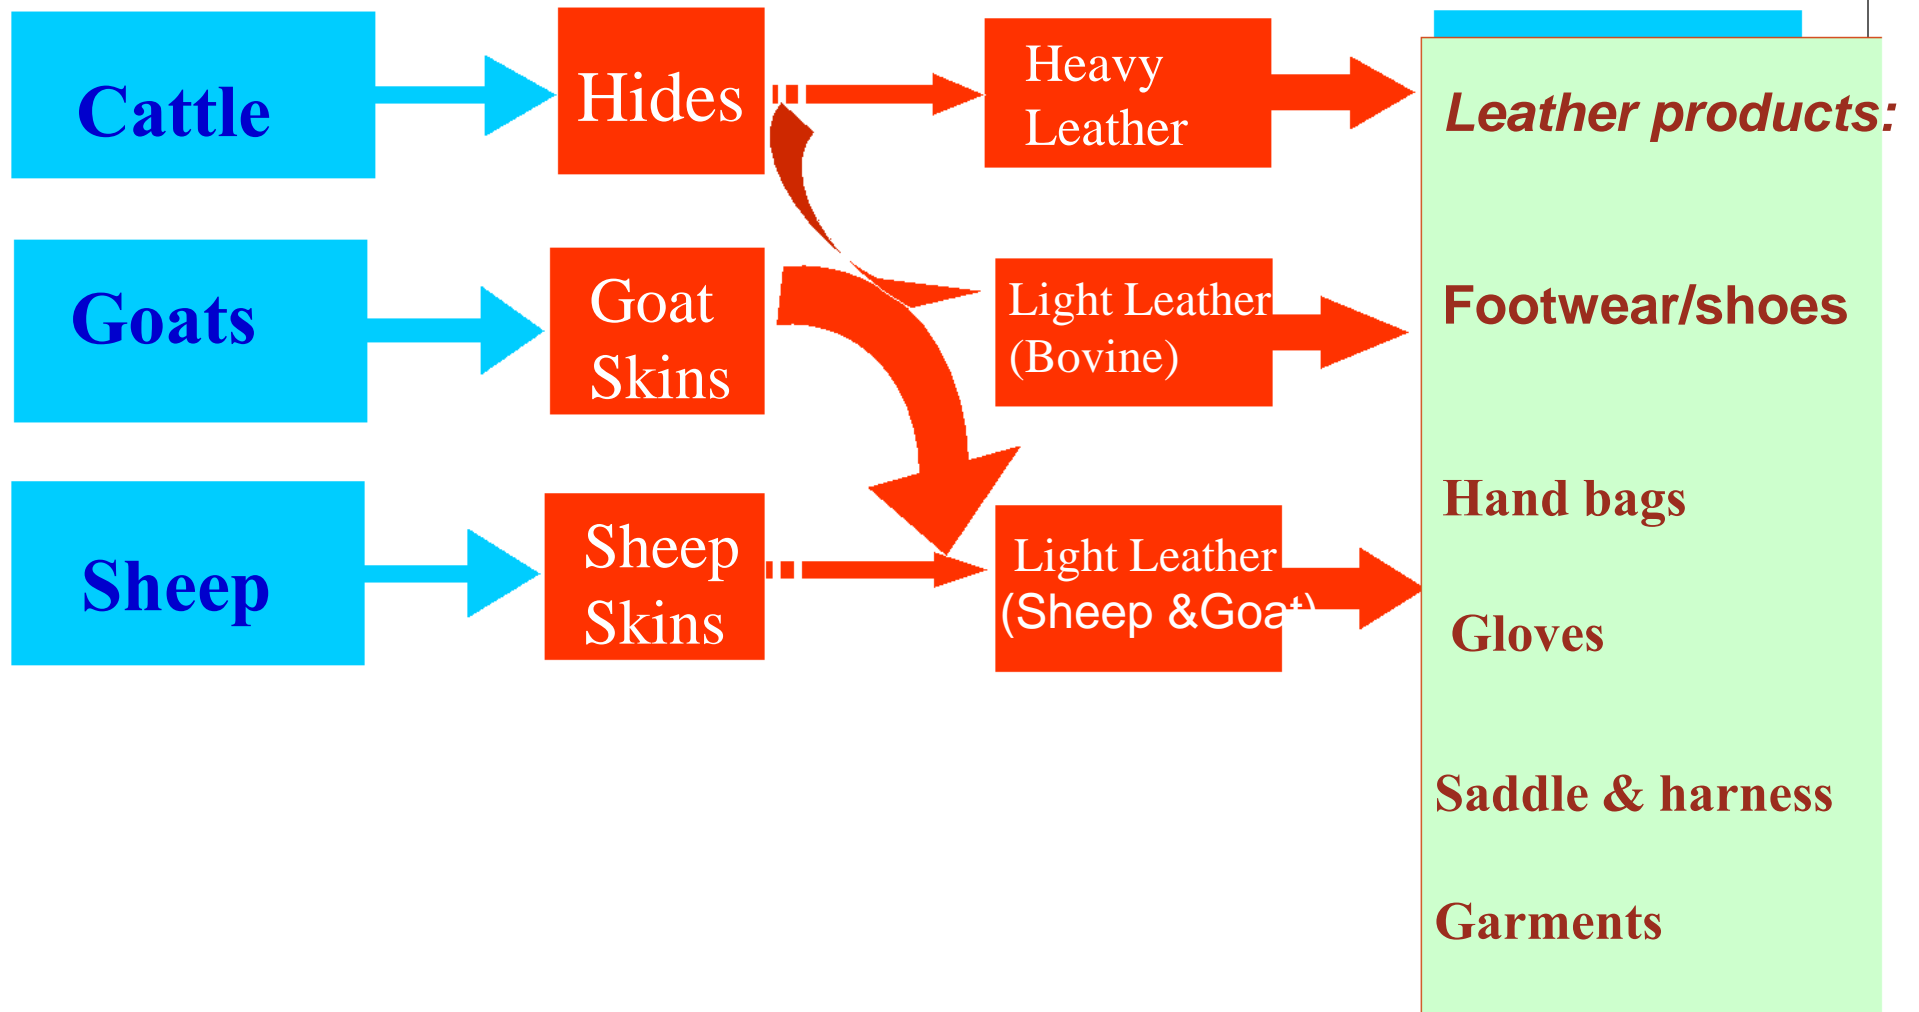 Cattle
Hides
Heavy
Leather
Leather products:
Goats
Goat
Skins
Light Leather
(Bovine)
Footwear/shoes
Sheep
Sheep
Skins
Light Leather
(Sheep &Goat)
Hand bags
Gloves
Saddle & harness
Garments